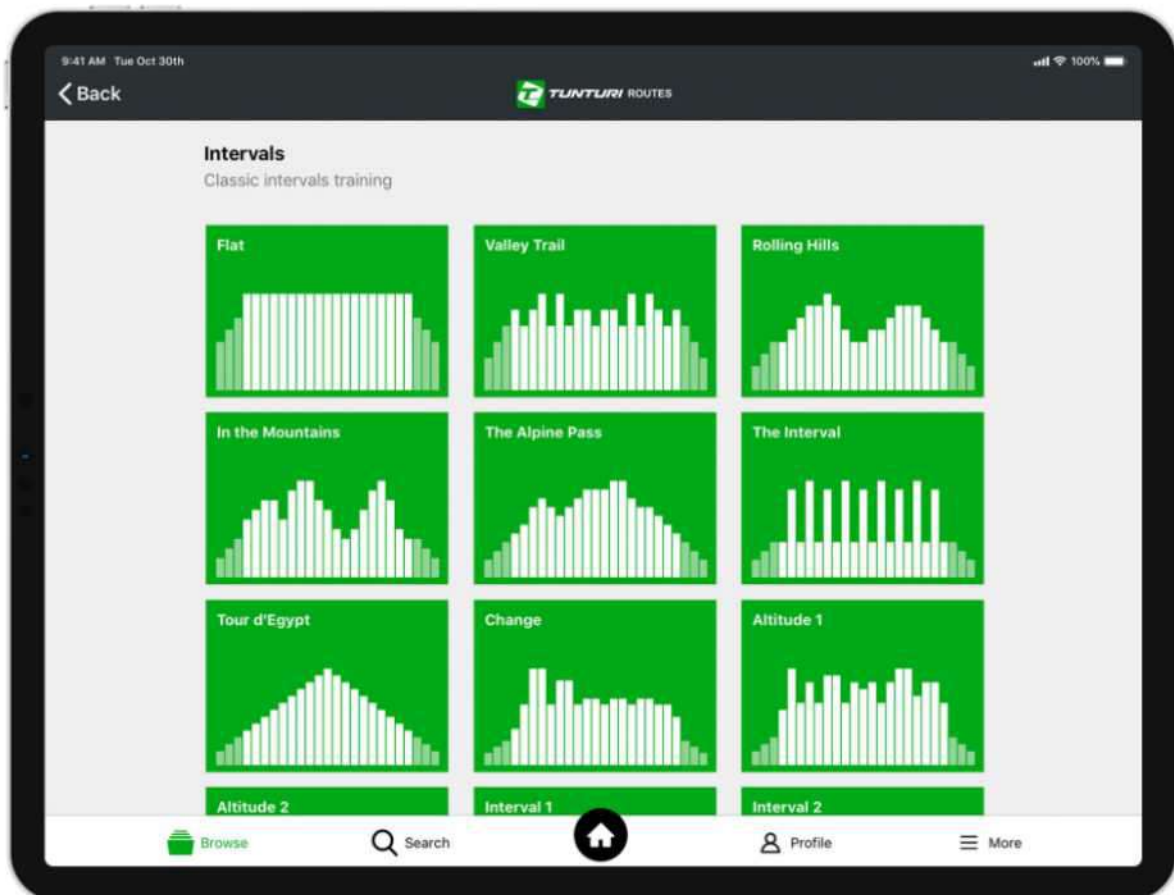 9:41 AM Tue Oct 30th
100%
Back
TUNTURI ROUTES
Intervals
Classic intervals training
Flat
Valley Trail
Rolling Hills
In the Mountains
The Alpine Pass
The Interval
Tour d'Egypt
Change
Altitude 1
Altitude 2
Interval 1
Interval 2
Browse
Search
Profile
More